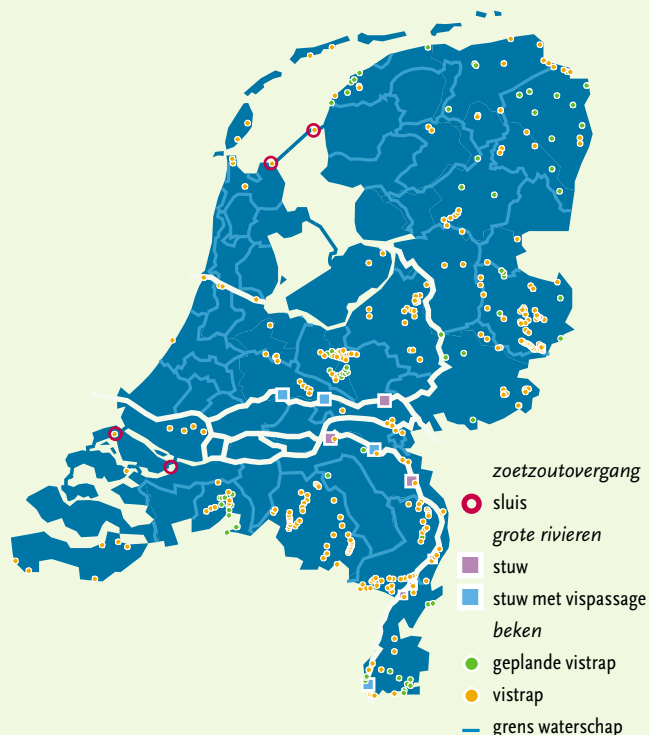 zoetzoutovergang
sluis
grote rivieren
stuw
stuw met vispassage
beken
geplande vistrap
vistrap
grens waterschap